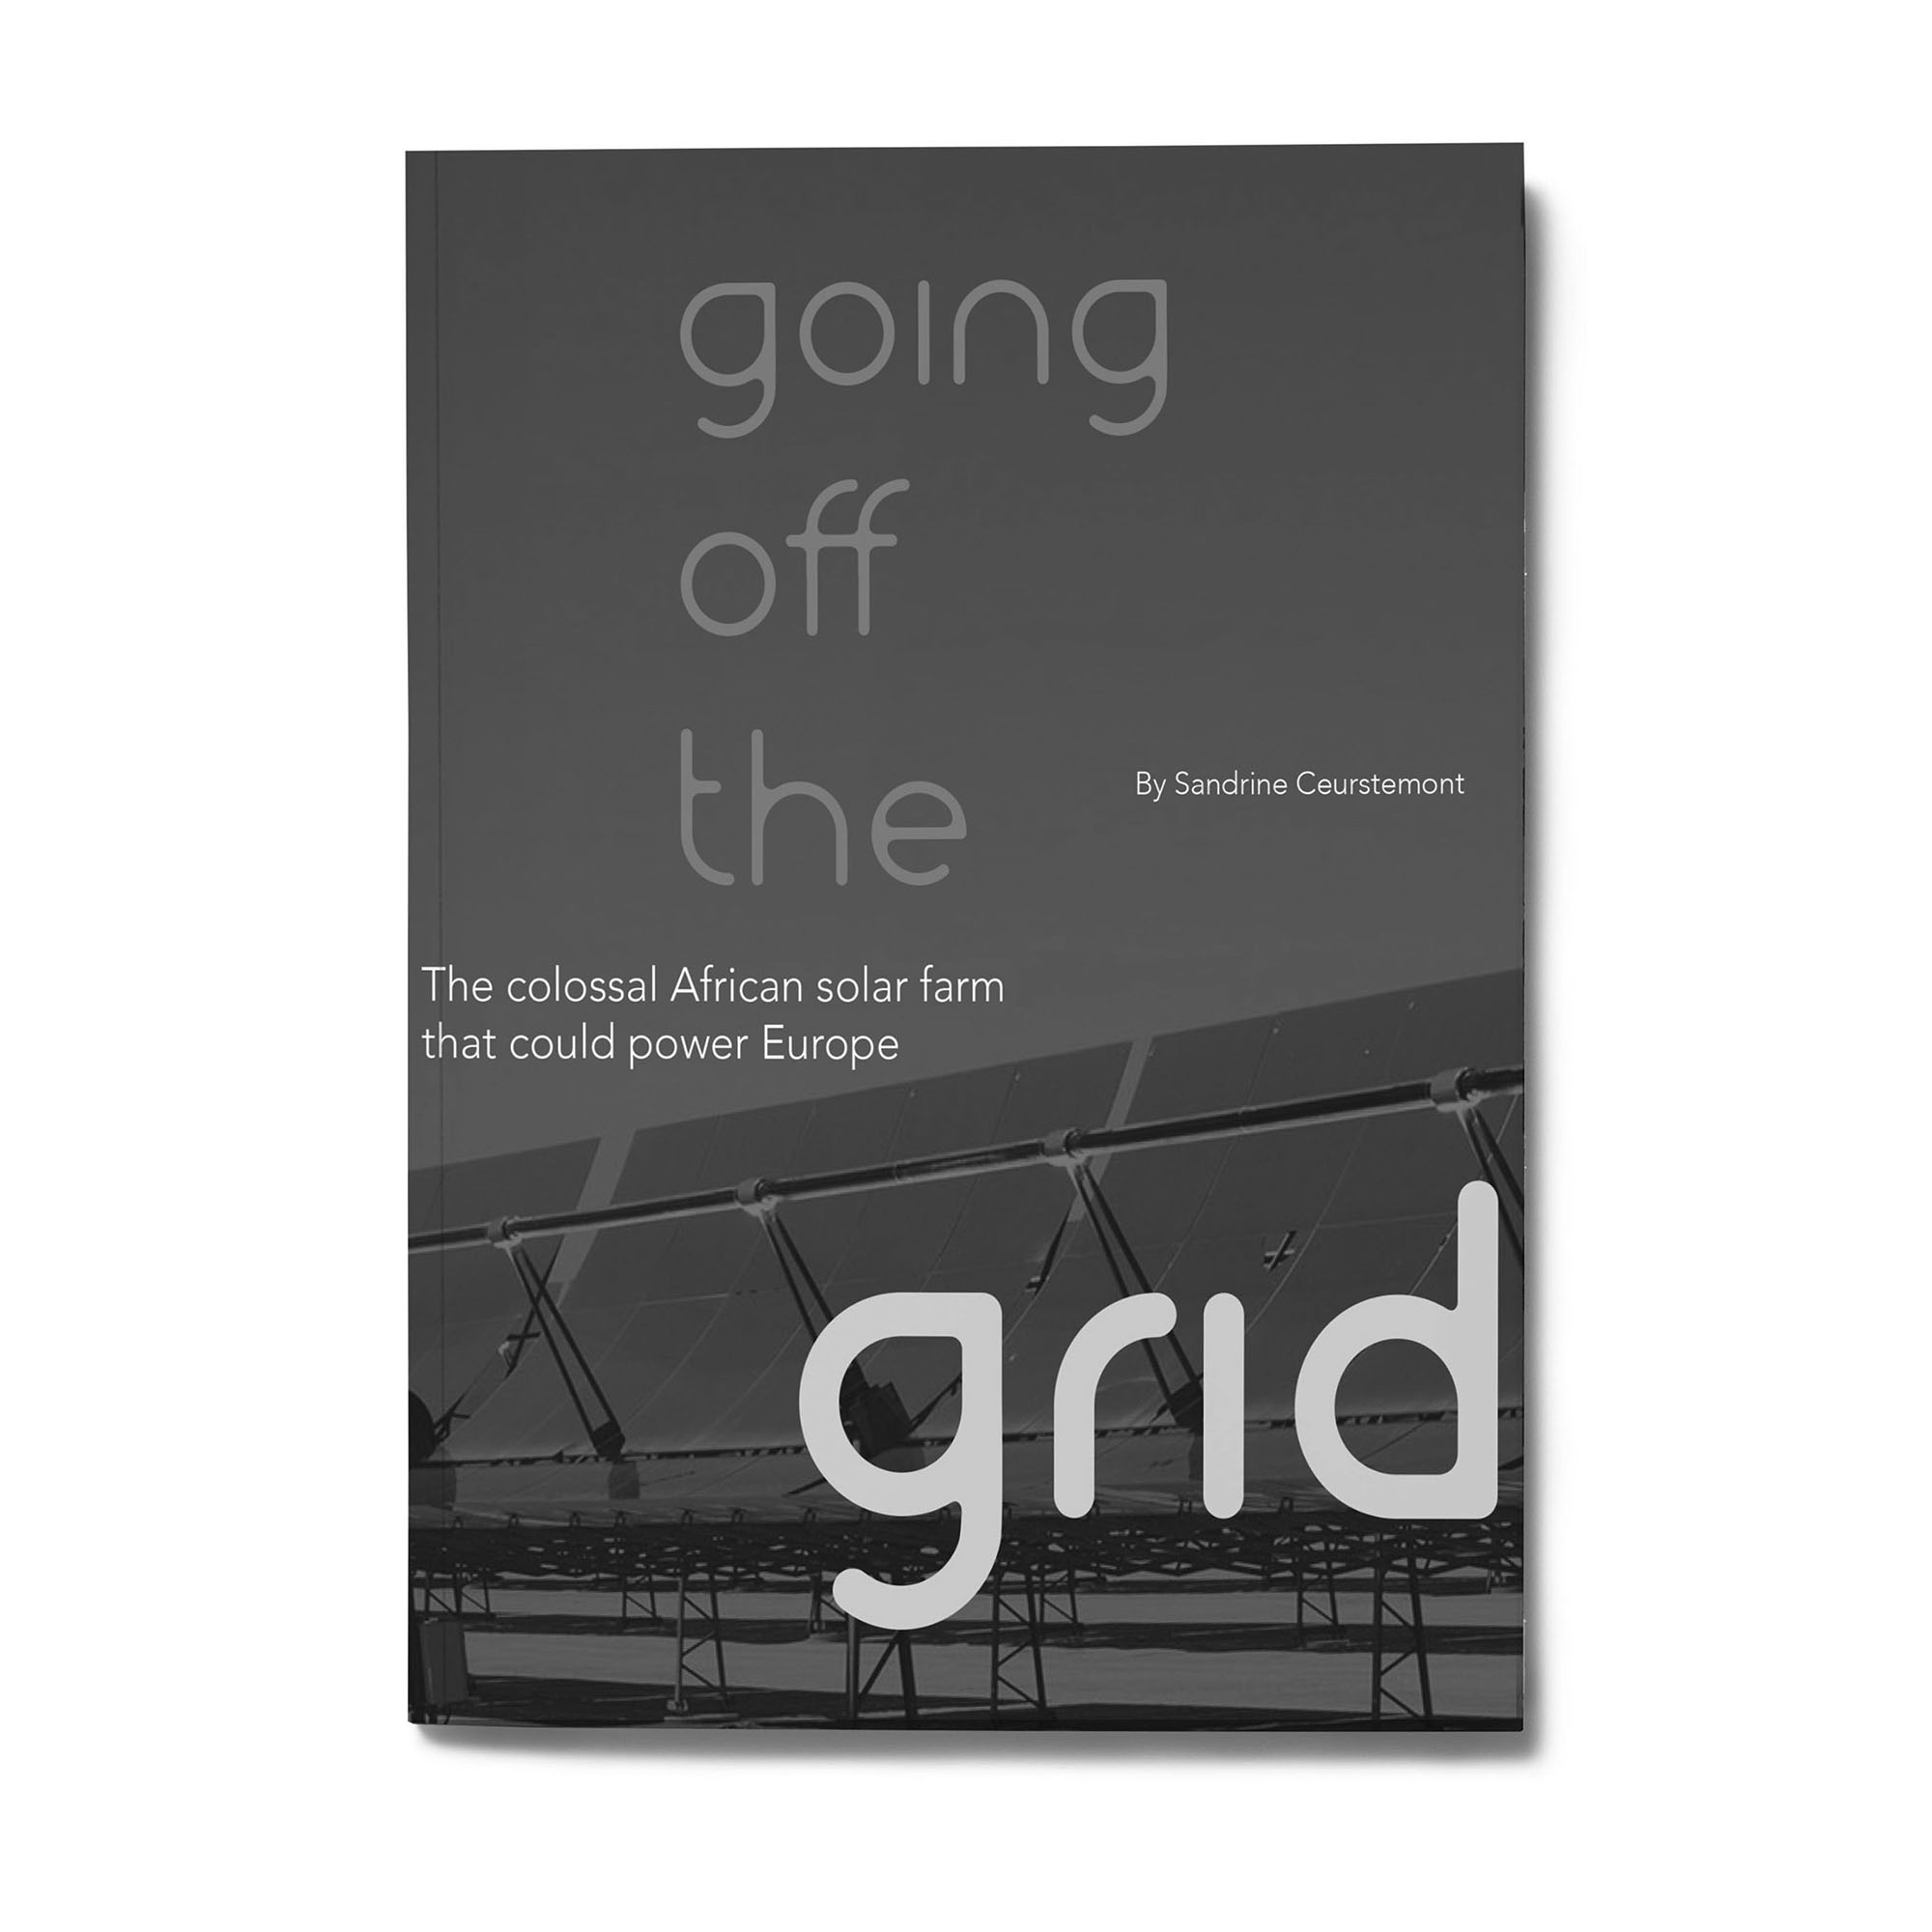 going
off
the
By Sandrine Ceurstemont
The colossal African solar farm
that could power Europe
grid